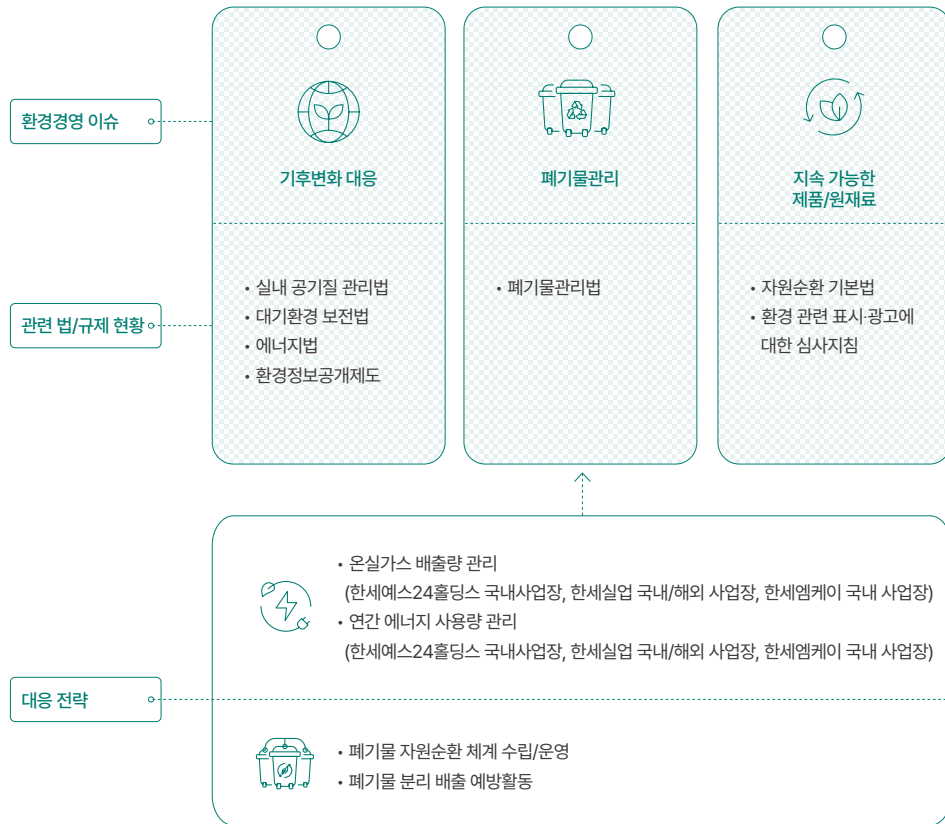 환경경영 이슈
기후변화 대응
폐기물관리
지속 가능한
제품/원재료
관련 법/규제 현황
• 실내 공기질 관리법
• 대기환경 보전법
• 에너지법
• 환경정보공개제도
• 폐기물관리법
• 자원순환 기본법
• 환경 관련 표시·광고에
대한 심사지침
대응 전략
• 온실가스 배출량 관리
(한세예스24홀딩스 국내사업장, 한세실업 국내/해외 사업장, 한세엠케이 국내 사업장)
• 연간 에너지 사용량 관리
(한세예스24홀딩스 국내사업장, 한세실업 국내/해외 사업장, 한세엠케이 국내 사업장)
• 폐기물 자원순환 체계 수립/운영
• 폐기물 분리 배출 예방활동